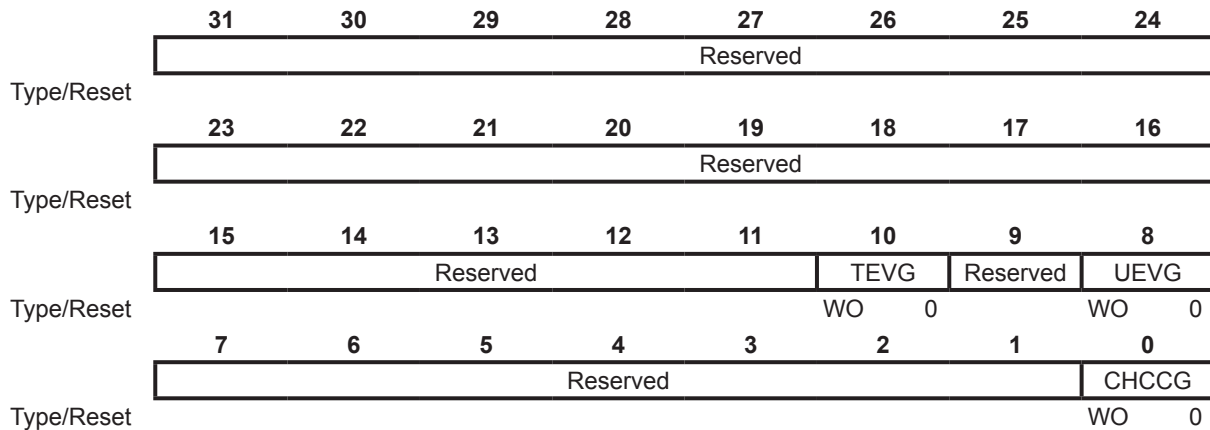 31 30 29 28 27 26 25 24
Reserved
Type/Reset
23 22 21 20 19 18 17 16
Reserved
Type/Reset
15 14 13 12 11 10 9 8
Reserved TEVG Reserved UEVG
Type/Reset WO 0 WO 0
7 6 5 4 3 2 1 0
Reserved CHCCG
Type/Reset WO 0